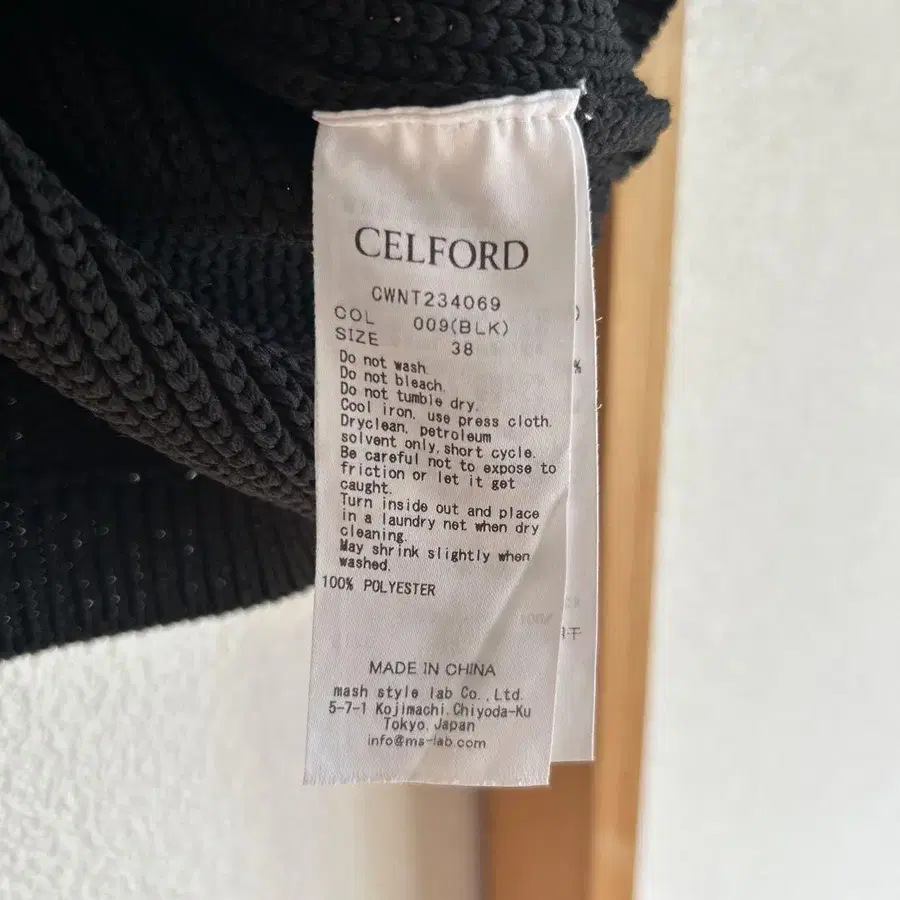 CELFORD
CWNT234069
COL 009(BLK)
SIZE 38
Do not wash.
Do not bleach.
Do not tumble dry.
Cool iron, use press cloth.
Dryclean, petroleum
solvent only, short cycle.
Be careful not to expose to
friction or let it get
caught.
Turn inside out and place
in a laundry net when dry
cleaning.
May shrink slightly when
washed.
100% POLYESTER
MADE IN CHINA
mash style lab Co., Ltd.
5-7-1 Kojimachi, Chiyoda-Ku
Tokyo, Japan
info@ms-lab.com